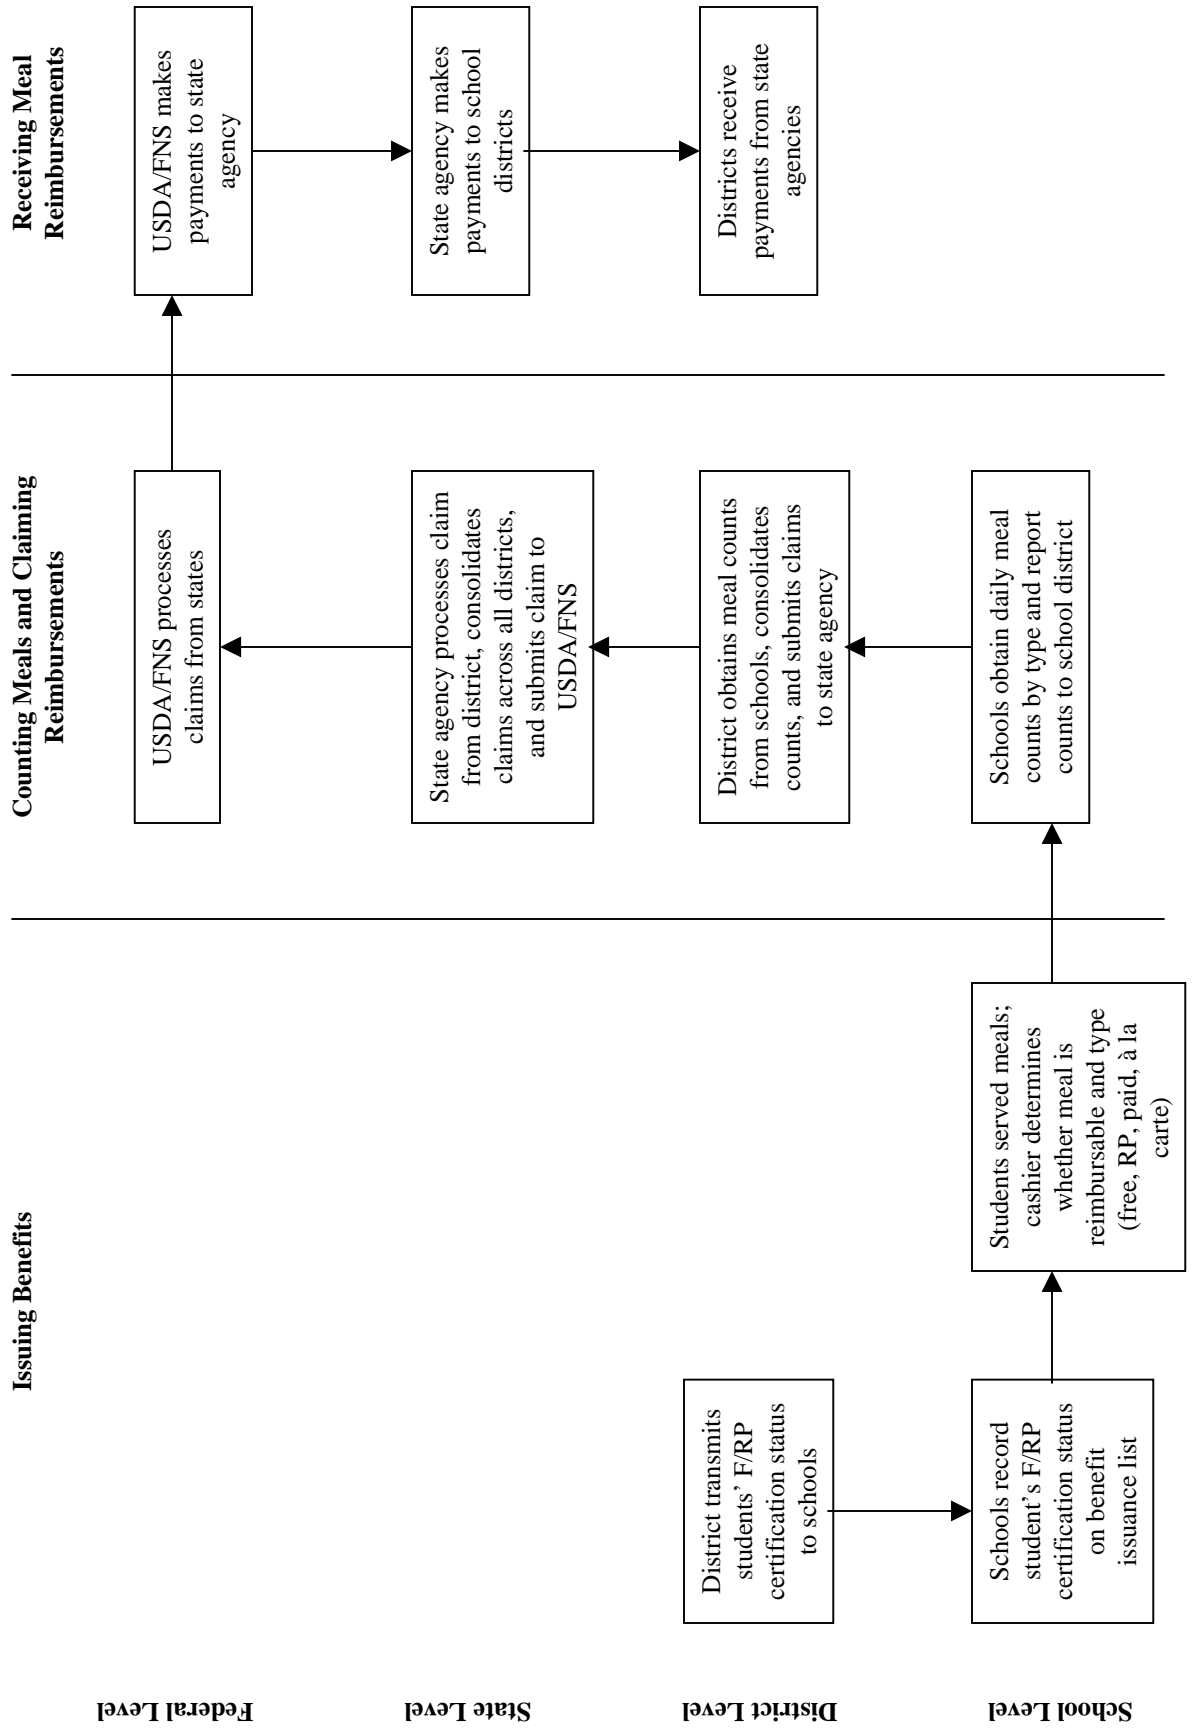 Issuing Benefits
Counting Meals and Claiming
Reimbursements
Receiving Meal
Reimbursements
Federal Level
USDA/FNS processes
claims from states
USDA/FNS makes
payments to state
agency
State Level
State agency processes claim
from district, consolidates
claims across all districts,
and submits claim to
USDA/FNS
State agency makes
payments to school
districts
District Level
District transmits
students’ F/RP
certification status
to schools
District obtains meal counts
from schools, consolidates
counts, and submits claims
to state agency
Districts receive
payments from state
agencies
School Level
Schools record
student’s F/RP
certification status
on benefit
issuance list
Students served meals;
cashier determines
whether meal is
reimbursable and type
(free, RP, paid, à la
carte)
Schools obtain daily meal
counts by type and report
counts to school district